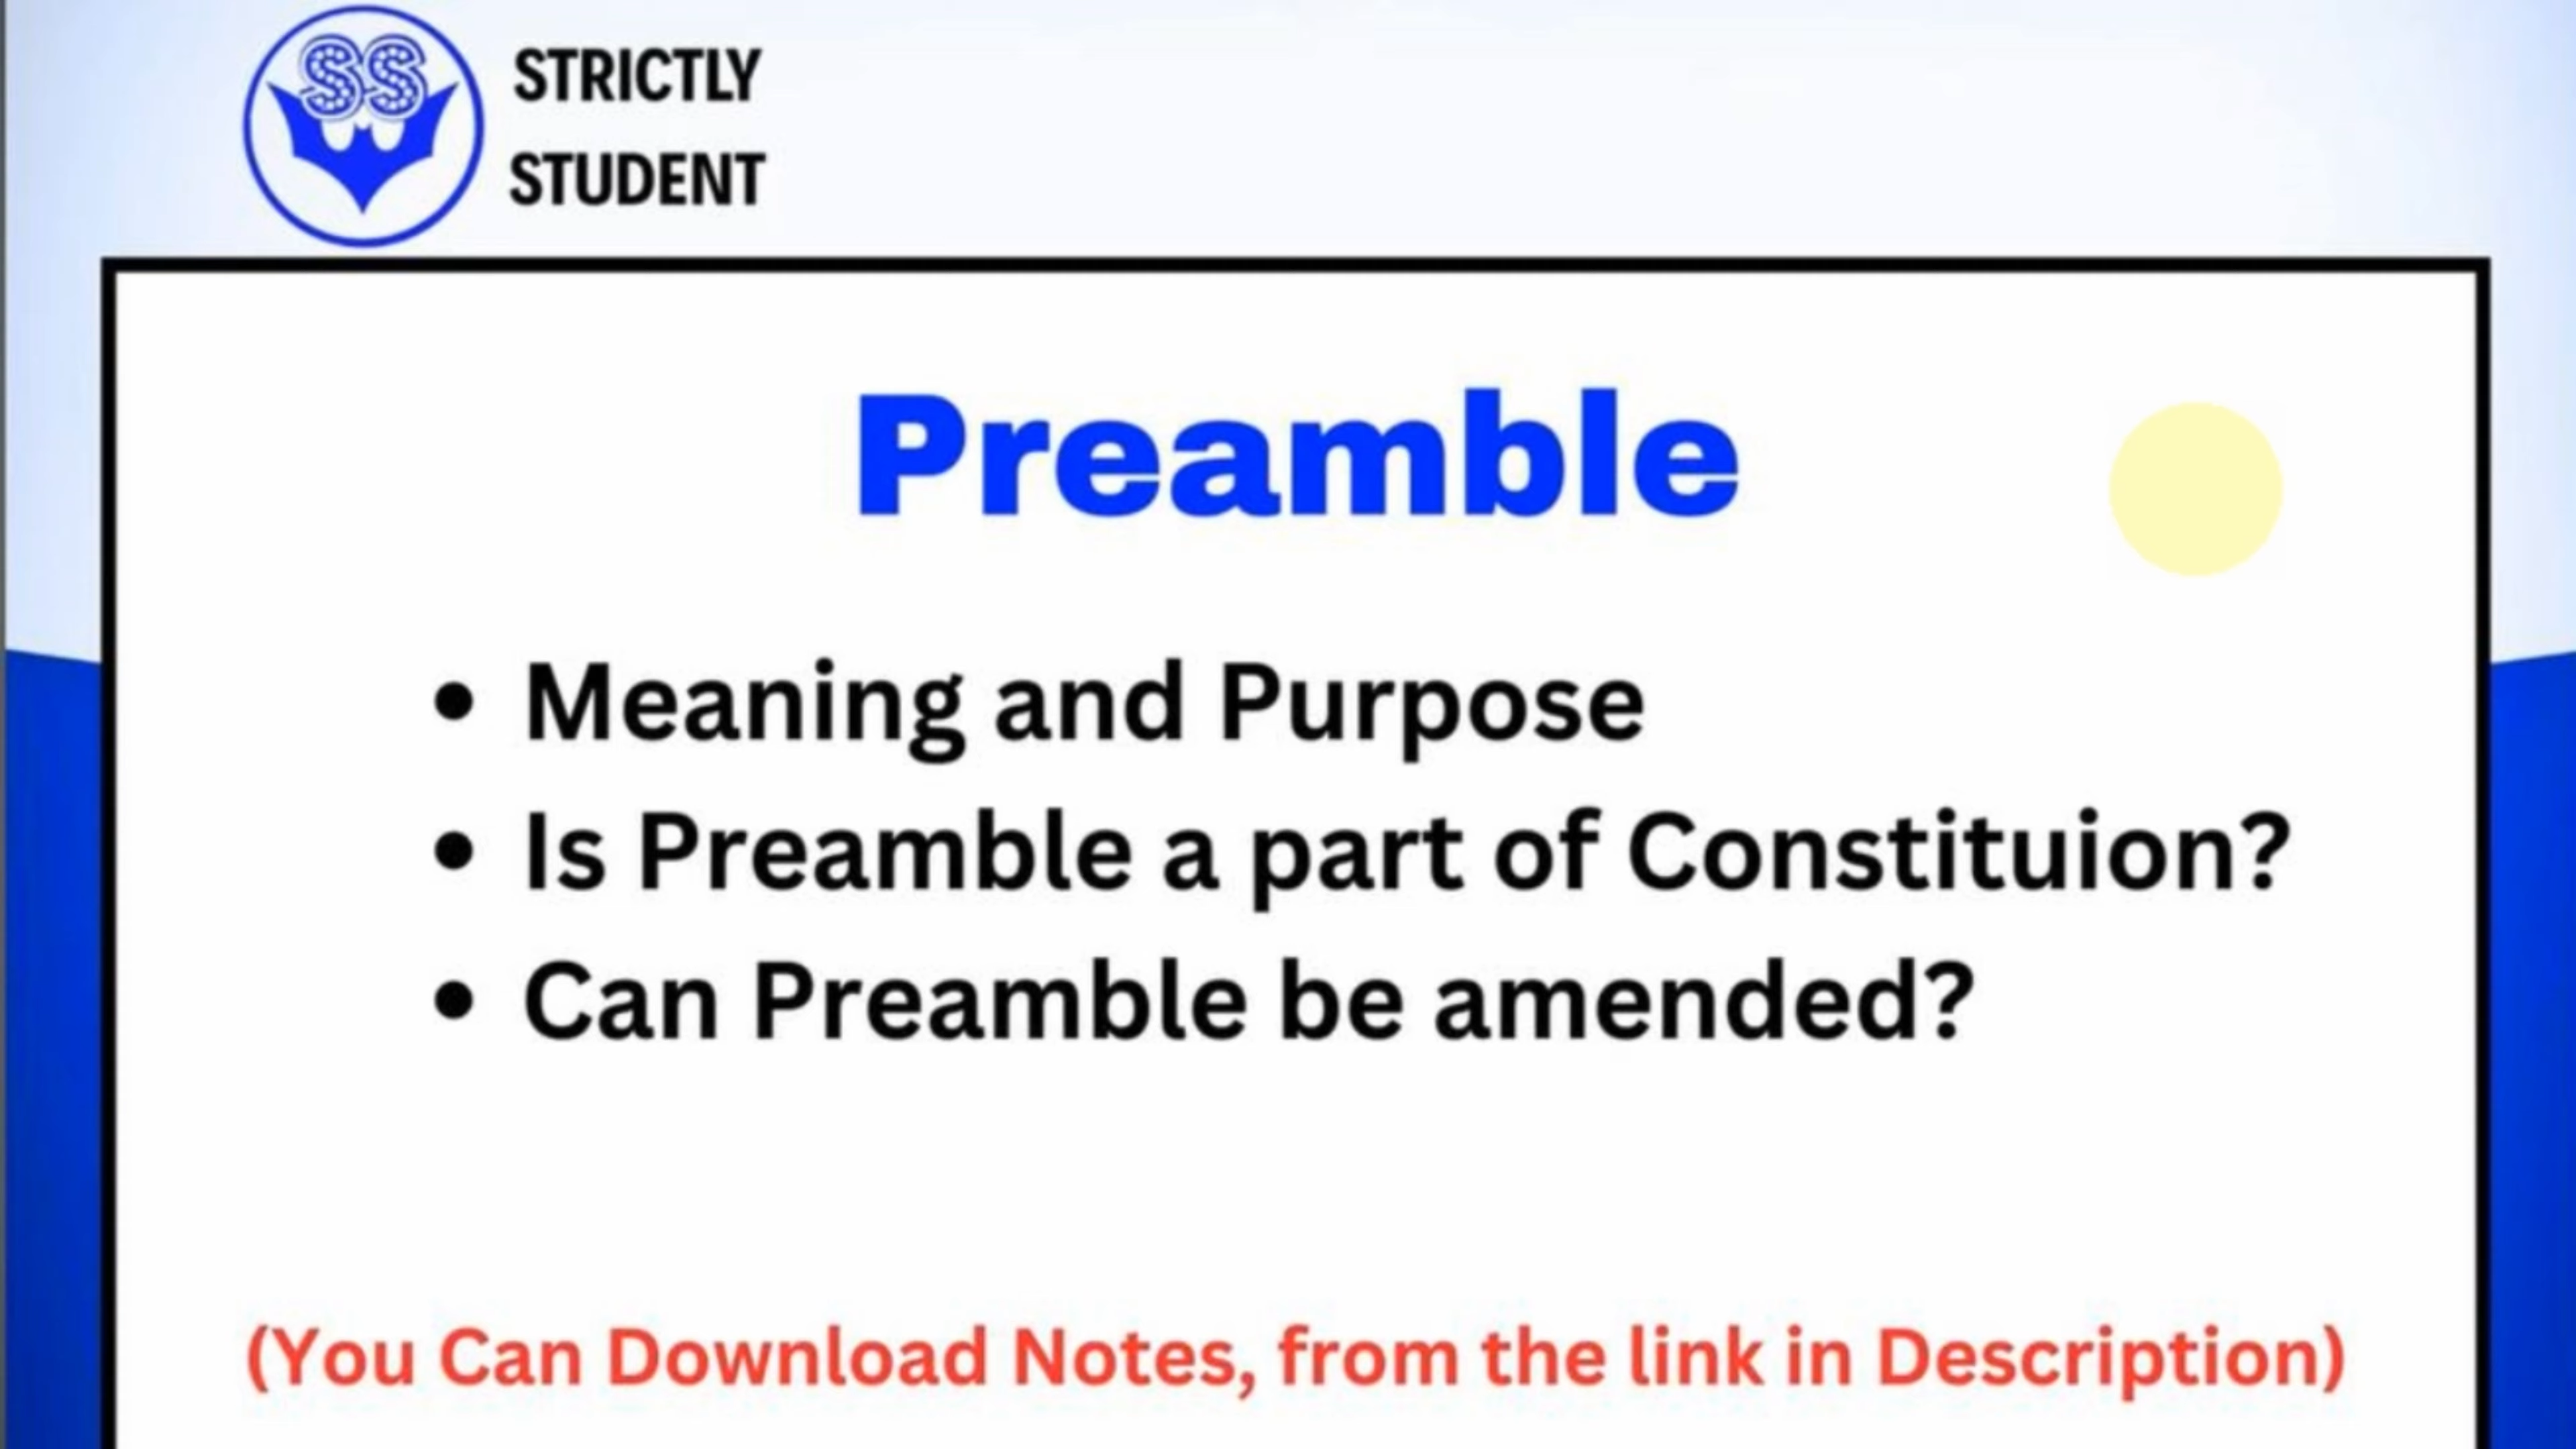 SS
STRICTLY
STUDENT
Preamble
• Meaning and Purpose
• Is Preamble a part of Constituion?
• Can Preamble be amended?
(You Can Download Notes, from the link in Description)